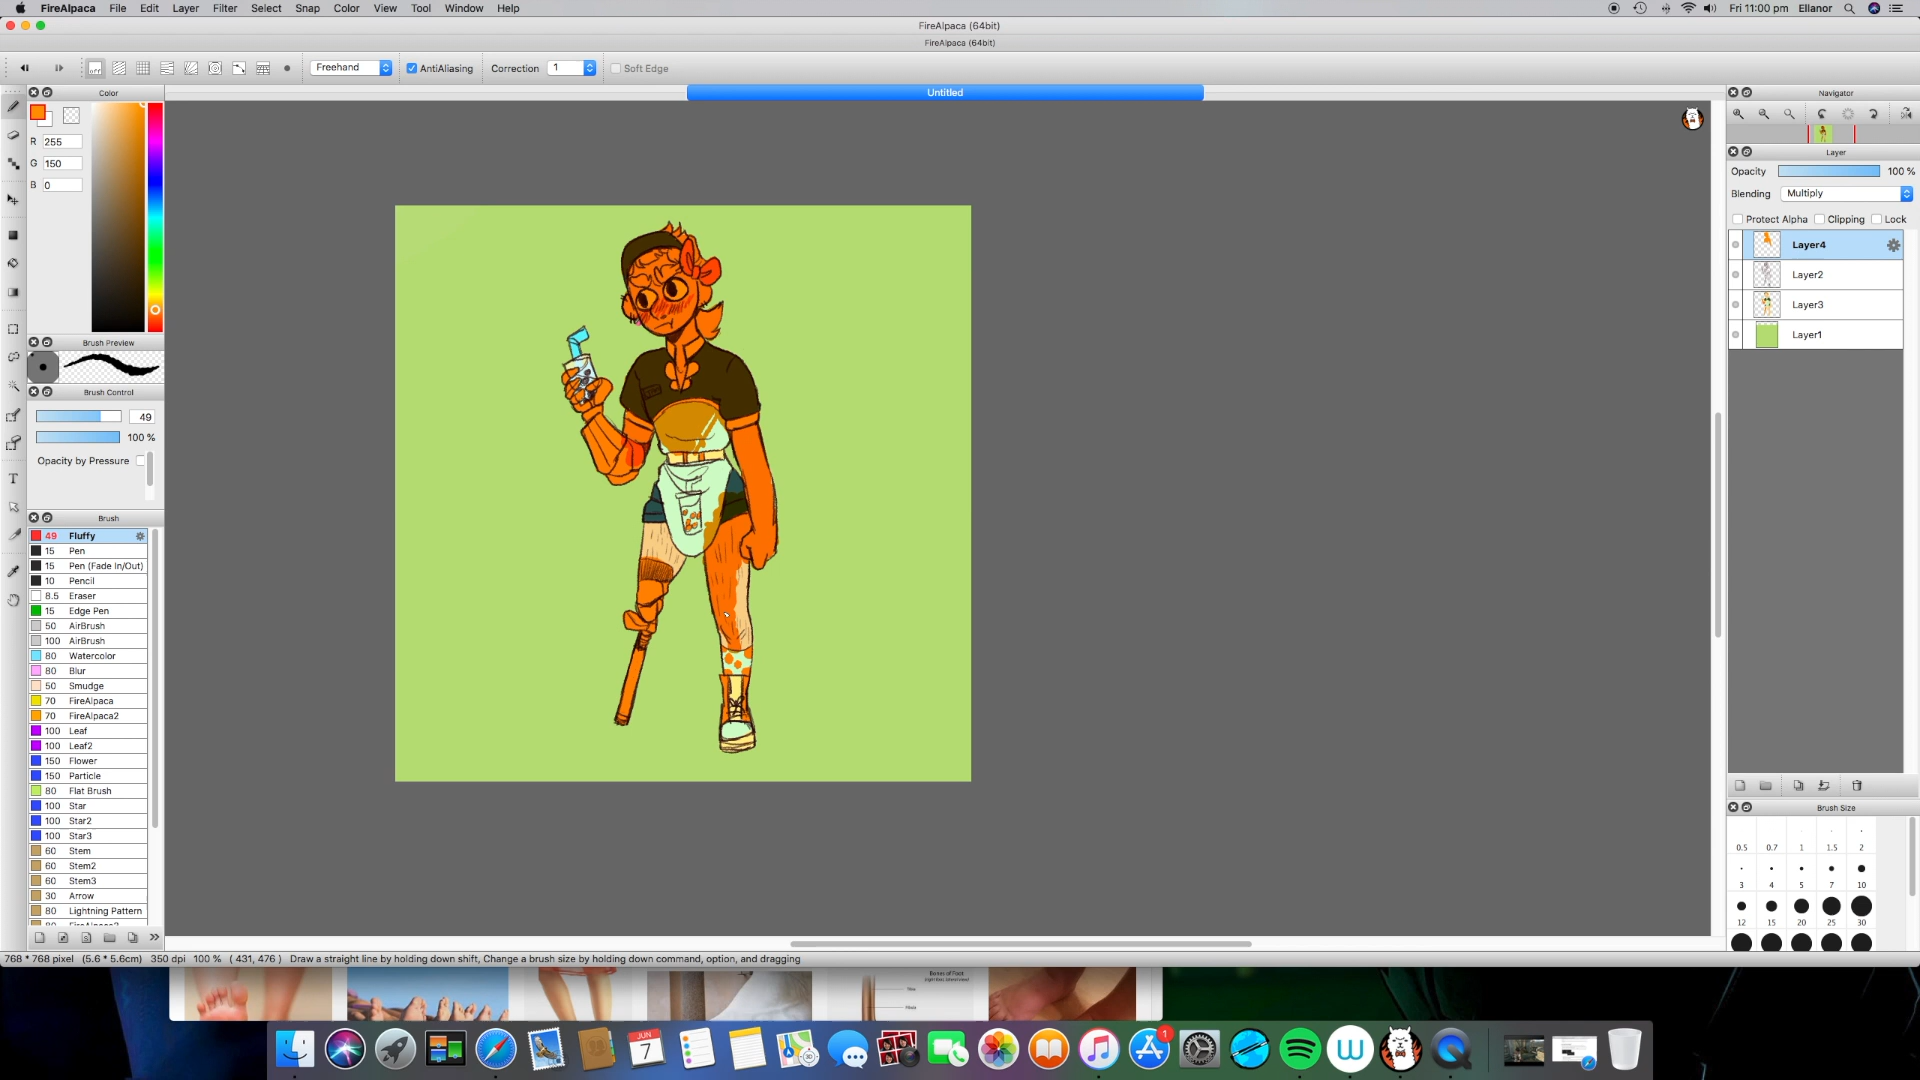 FireAlpaca File Edit Layer Filter Select Snap Color View Tool Window Help Fri 11:00 pm Ellanor
FireAlpaca (64bit)
FireAlpaca (64bit)
off Freehand AntiAliasing Correction 1 Soft Edge
Color Untitled Navigator
R 255
G 150
B 0
Layer
Opacity 100 %
Blending Multiply
Protect Alpha Clipping Lock
Layer4
Layer2
Layer3
Layer1
Brush Preview
Brush Control
49
100 %
Opacity by Pressure
Brush
49 Fluffy
15 Pen
15 Pen (Fade In/Out)
10 Pencil
8.5 Eraser
15 Edge Pen
50 AirBrush
100 AirBrush
80 Watercolor
80 Blur
50 Smudge
70 FireAlpaca
70 FireAlpaca2
100 Leaf
100 Leaf2
150 Flower
150 Particle
80 Flat Brush
100 Star
100 Star2
100 Star3
60 Stem
60 Stem2
60 Stem3
30 Arrow
80 Lightning Pattern
Brush Size
0.5 0.7 1 1.5 2
3 4 5 7 10
12 15 20 25 30
768 * 768 pixel (5.6 * 5.6cm) 350 dpi 100 % ( 431, 476 ) Draw a straight line by holding down shift, Change a brush size by holding down command, option, and dragging
Bones of Foot
JUN
7
1